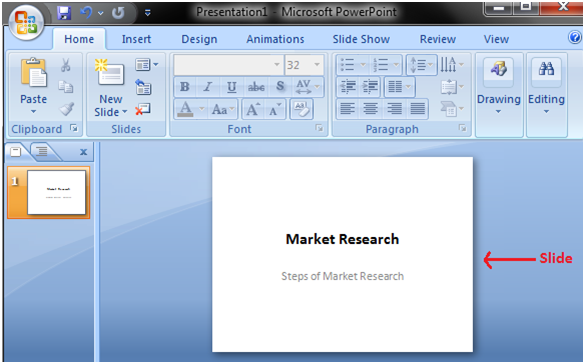 Presentation1 - Microsoft PowerPoint
Home Insert Design Animations Slide Show Review View
32
Paste
New
Slide
B I U abe S AV
A Aa A A
Drawing
Editing
Clipboard Slides Font Paragraph
1
Market Research
Steps of Market Research
Slide